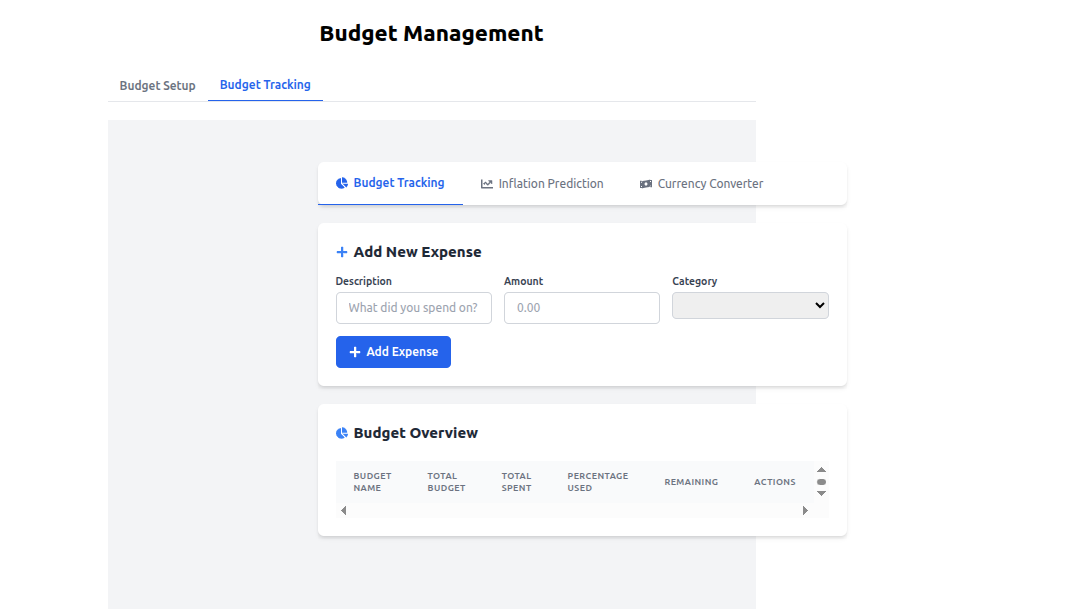 Budget Management
Budget Setup Budget Tracking
Budget Tracking Inflation Prediction Currency Converter
Add New Expense
Description Amount Category
What did you spend on? 0.00
Add Expense
Budget Overview
BUDGET NAME TOTAL BUDGET TOTAL SPENT PERCENTAGE USED REMAINING ACTIONS